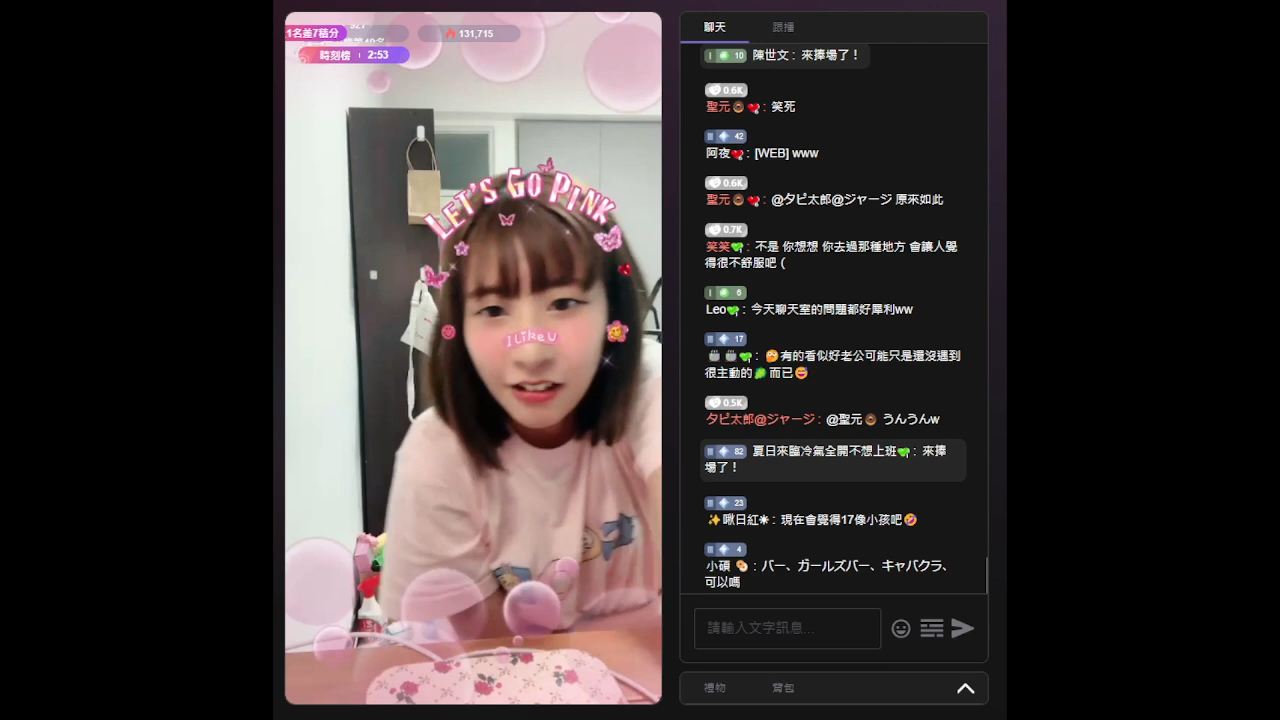 1名差7積分
131,715
時刻榜 | 2:53
LET'S GO PINK
I Like U
聊天 跟播
10 陳世文 : 來捧場了！
0.6K
聖元 : 笑死
42
阿夜 : [WEB] www
0.6K
聖元 : @タピ太郎@ジャージ 原來如此
0.7K
笑笑 : 不是 你想想 你去過那種地方 會讓人覺
得很不舒服吧（
6
Leo : 今天聊天室的問題都好犀利ww
17
: 有的看似好老公可能只是還沒遇到
很主動的 而已
0.5K
タピ太郎@ジャージ : @聖元 うんうんw
82 夏日來臨冷氣全開不想上班 : 來捧
場了！
23
瞅日紅 : 現在會覺得17像小孩吧
4
小碩 : バー、ガールズバー、キャバクラ、
可以嗎
請輸入文字訊息...
禮物 背包